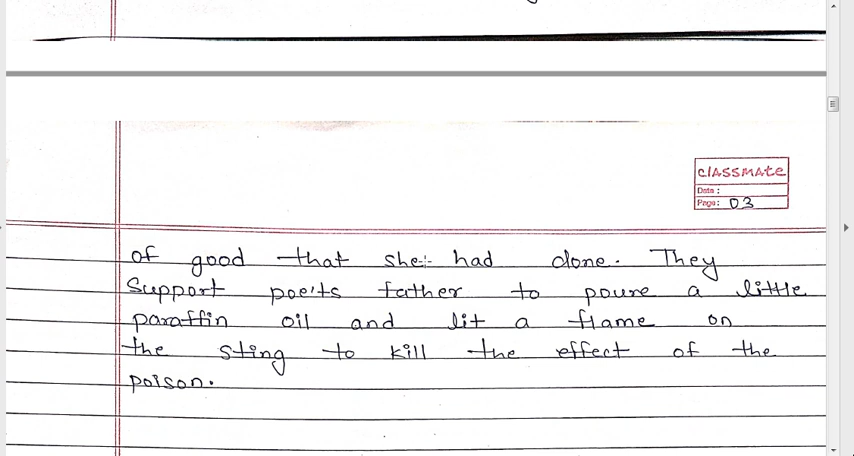 CLASSMATE
Date :
Page: 03
of good that she had done. They
Support poet's father to poure a little
paraffin oil and lit a flame on
the sting to kill the effect of the
poison.